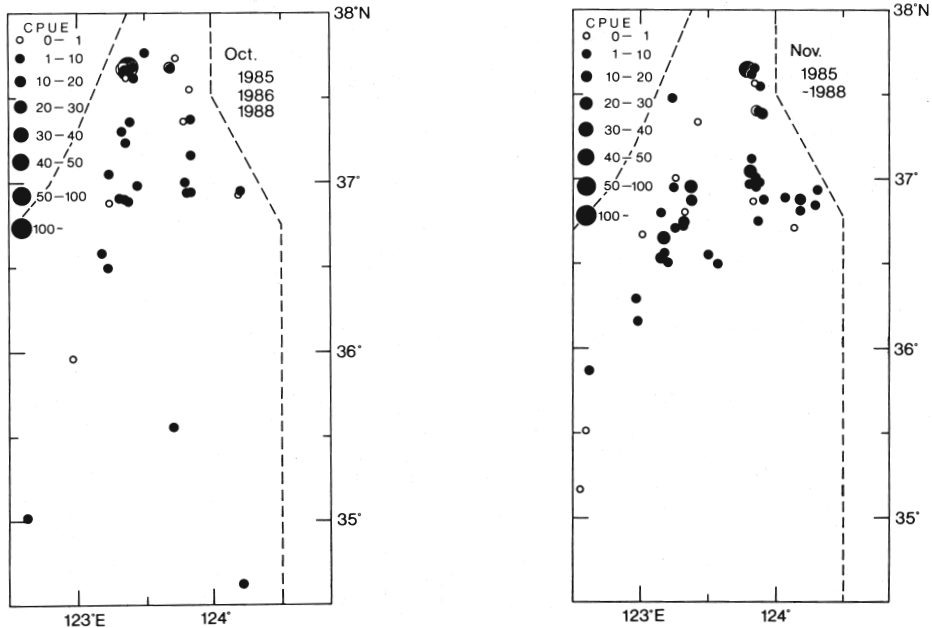 38°N
CPUE
0 – 1
1 – 10
10 – 20
20 – 30
30 – 40
40 – 50
50 – 100
100 –
Oct.
1985
1986
1988
37°
36°
35°
123°E
124°
38°N
CPUE
0 – 1
1 – 10
10 – 20
20 – 30
30 – 40
40 – 50
50 – 100
100 –
Nov.
1985
-1988
37°
36°
35°
123°E
124°